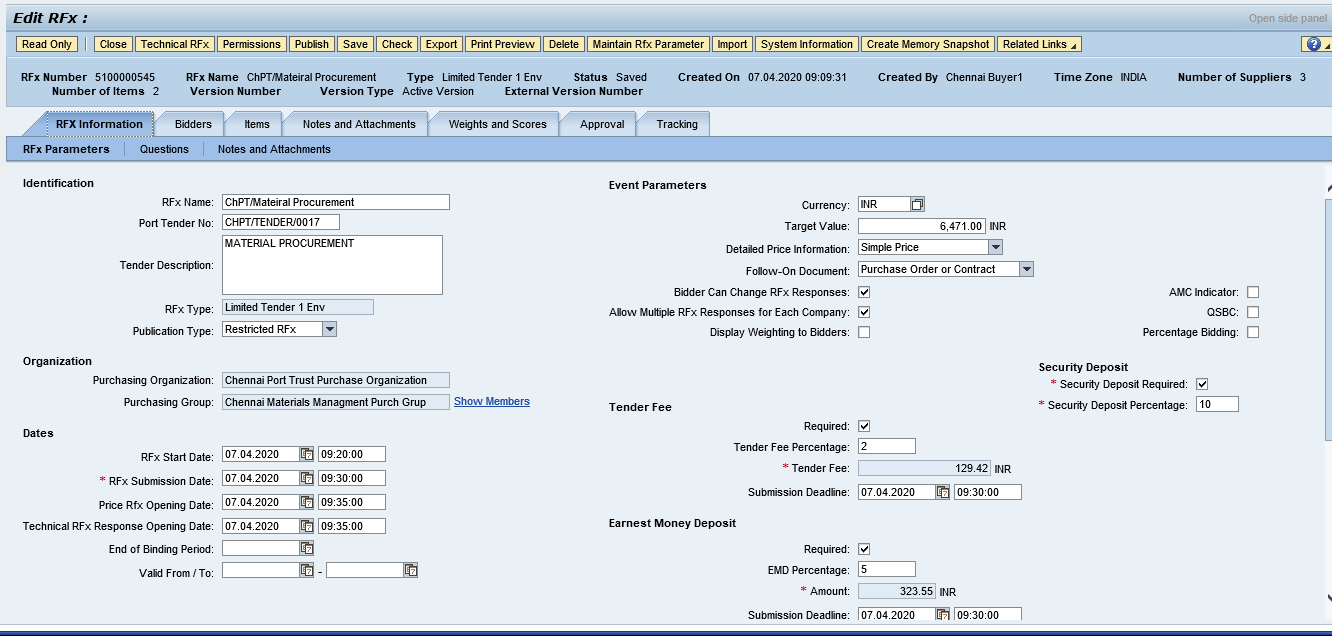 Edit RFx :
Open side panel
Read Only Close Technical RFx Permissions Publish Save Check Export Print Preview Delete Maintain Rfx Parameter Import System Information Create Memory Snapshot Related Links
RFx Number 5100000545 RFx Name ChPT/Mateiral Procurement Type Limited Tender 1 Env Status Saved Created On 07.04.2020 09:09:31 Created By Chennai Buyer1 Time Zone INDIA Number of Suppliers 3
Number of Items 2 Version Number Version Type Active Version External Version Number
RFX Information Bidders Items Notes and Attachments Weights and Scores Approval Tracking
RFx Parameters Questions Notes and Attachments
Identification
RFx Name: ChPT/Mateiral Procurement
Port Tender No: CHPT/TENDER/0017
Tender Description: MATERIAL PROCUREMENT
RFx Type: Limited Tender 1 Env
Publication Type: Restricted RFx
Organization
Purchasing Organization: Chennai Port Trust Purchase Organization
Purchasing Group: Chennai Materials Managment Purch Grup Show Members
Dates
RFx Start Date: 07.04.2020 09:20:00
* RFx Submission Date: 07.04.2020 09:30:00
Price Rfx Opening Date: 07.04.2020 09:35:00
Technical RFx Response Opening Date: 07.04.2020 09:35:00
End of Binding Period:
Valid From / To: -
Event Parameters
Currency: INR
Target Value: 6,471.00 INR
Detailed Price Information: Simple Price
Follow-On Document: Purchase Order or Contract
Bidder Can Change RFx Responses:
Allow Multiple RFx Responses for Each Company:
Display Weighting to Bidders:
AMC Indicator:
QSBC:
Percentage Bidding:
Security Deposit
* Security Deposit Required:
* Security Deposit Percentage: 10
Tender Fee
Required:
Tender Fee Percentage: 2
* Tender Fee: 129.42 INR
Submission Deadline: 07.04.2020 09:30:00
Earnest Money Deposit
Required:
EMD Percentage: 5
* Amount: 323.55 INR
Submission Deadline: 07.04.2020 09:30:00